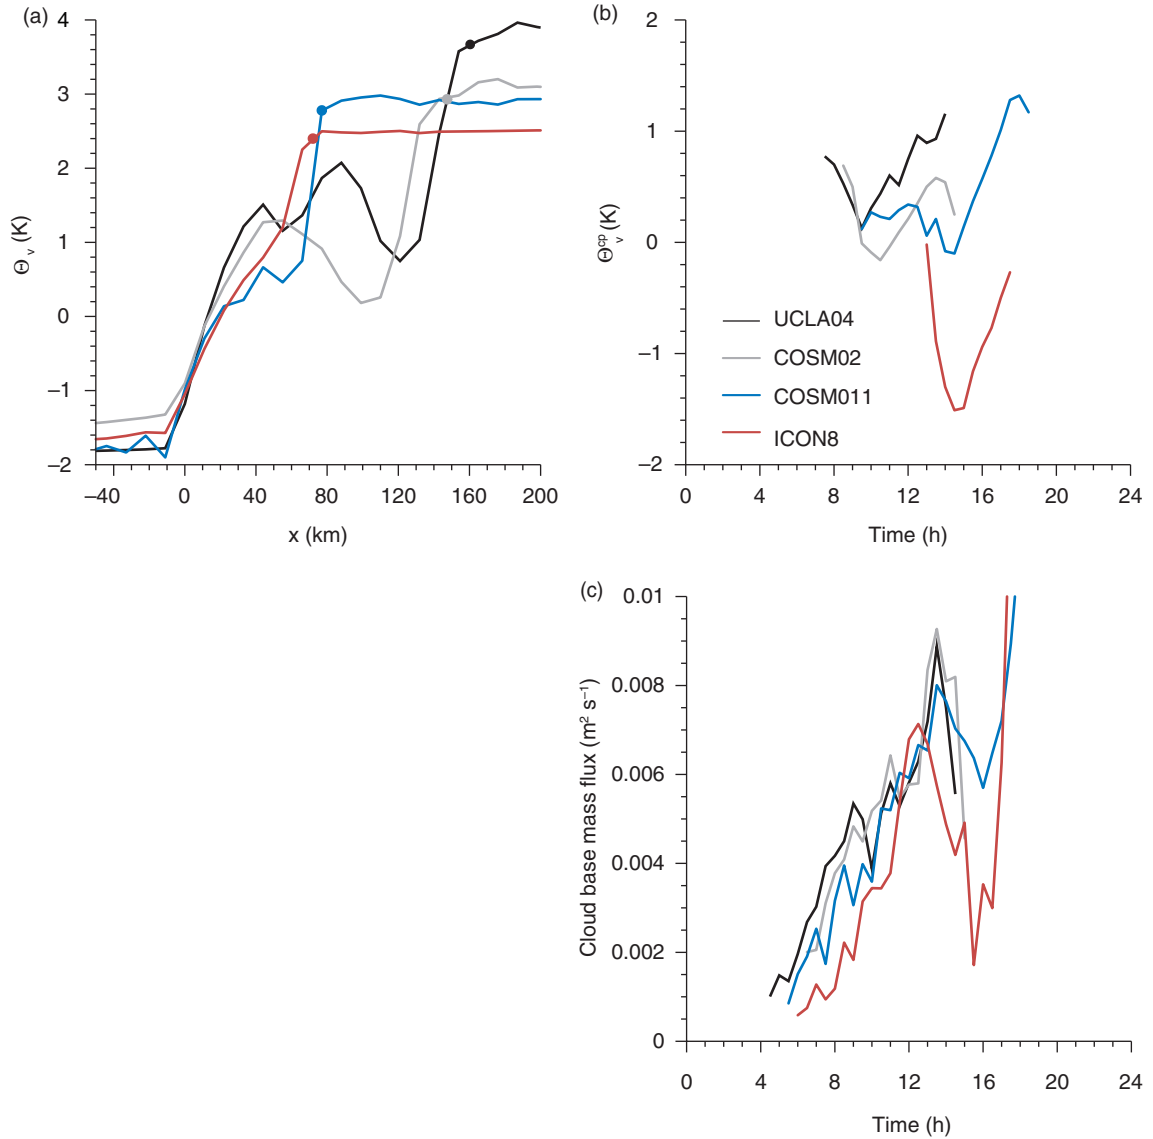 (a)
4
3
2
1
0
−1
−2
Θv (K)
−40 0 40 80 120 160 200
x (km)
(b)
2
1
0
−1
−2
Θvcp (K)
UCLA04
COSM02
COSM011
ICON8
0 4 8 12 16 20 24
Time (h)
(c)
0.01
0.008
0.006
0.004
0.002
0
Cloud base mass flux (m² s⁻¹)
0 4 8 12 16 20 24
Time (h)